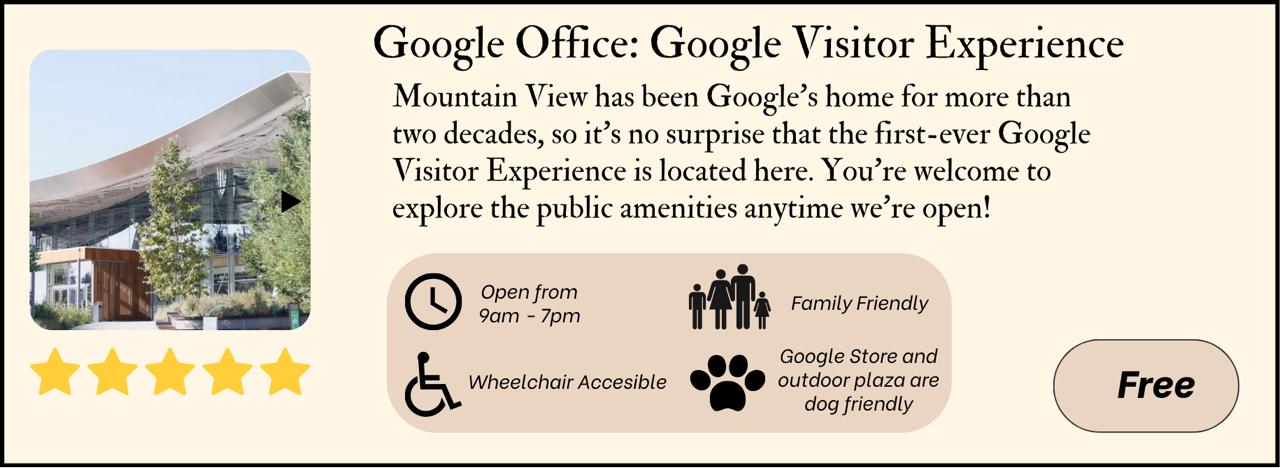 Google Office: Google Visitor Experience
Mountain View has been Google's home for more than
two decades, so it's no surprise that the first-ever Google
Visitor Experience is located here. You're welcome to
explore the public amenities anytime we're open!
Open from
9am - 7pm
Family Friendly
Wheelchair Accesible
Google Store and
outdoor plaza are
dog friendly
Free